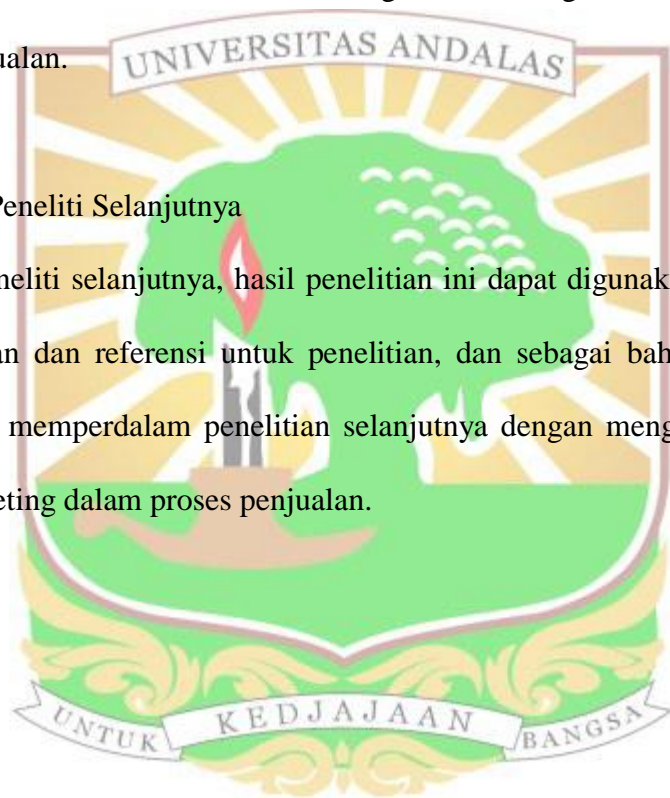 UNIVERSITAS ANDALAS
ualan.
Peneliti Selanjutnya
neliti selanjutnya, hasil penelitian ini dapat digunak
an dan referensi untuk penelitian, dan sebagai bah
memperdalam penelitian selanjutnya dengan meng
eting dalam proses penjualan.
UNTUK KEDJAJAAN BANGSA